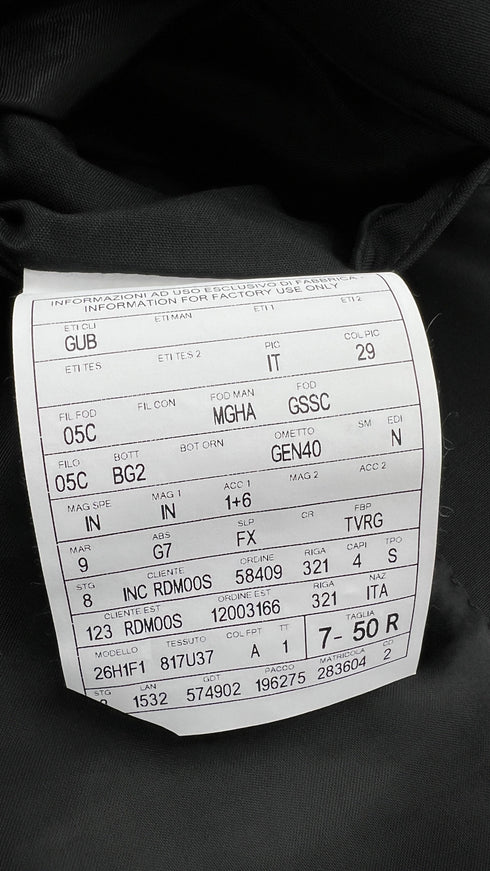 INFORMAZIONI AD USO ESCLUSIVO DI FABBRICA
INFORMATION FOR FACTORY USE ONLY
ETI CLI ETI MAN ETI 1 ETI 2
GUB
ETI TES ETI TES 2 PIC COL PIC
IT 29
FIL FOD FIL CON FOD MAN FOD
05C MGHA GSSC
FILO BOTT BOT ORN OMETTO SM EDI
05C BG2 GEN40 N
MAG SPE MAG 1 ACC 1 MAG 2 ACC 2
IN IN 1+6
MAR ABS SLP CR FBP
9 G7 FX TVRG
STG CLIENTE ORDINE RIGA CAPI TPO
8 INC RDM00S 58409 321 4 S
CLIENTE EST ORDINE EST RIGA NAZ
123 RDM00S 12003166 321 ITA
MODELLO TESSUTO COL FPT TT TAGLIA
26H1F1 817U37 A 1 7- 50 R
STG LAN GDT PACCO MATRICOLA CD
1532 574902 196275 283604 2